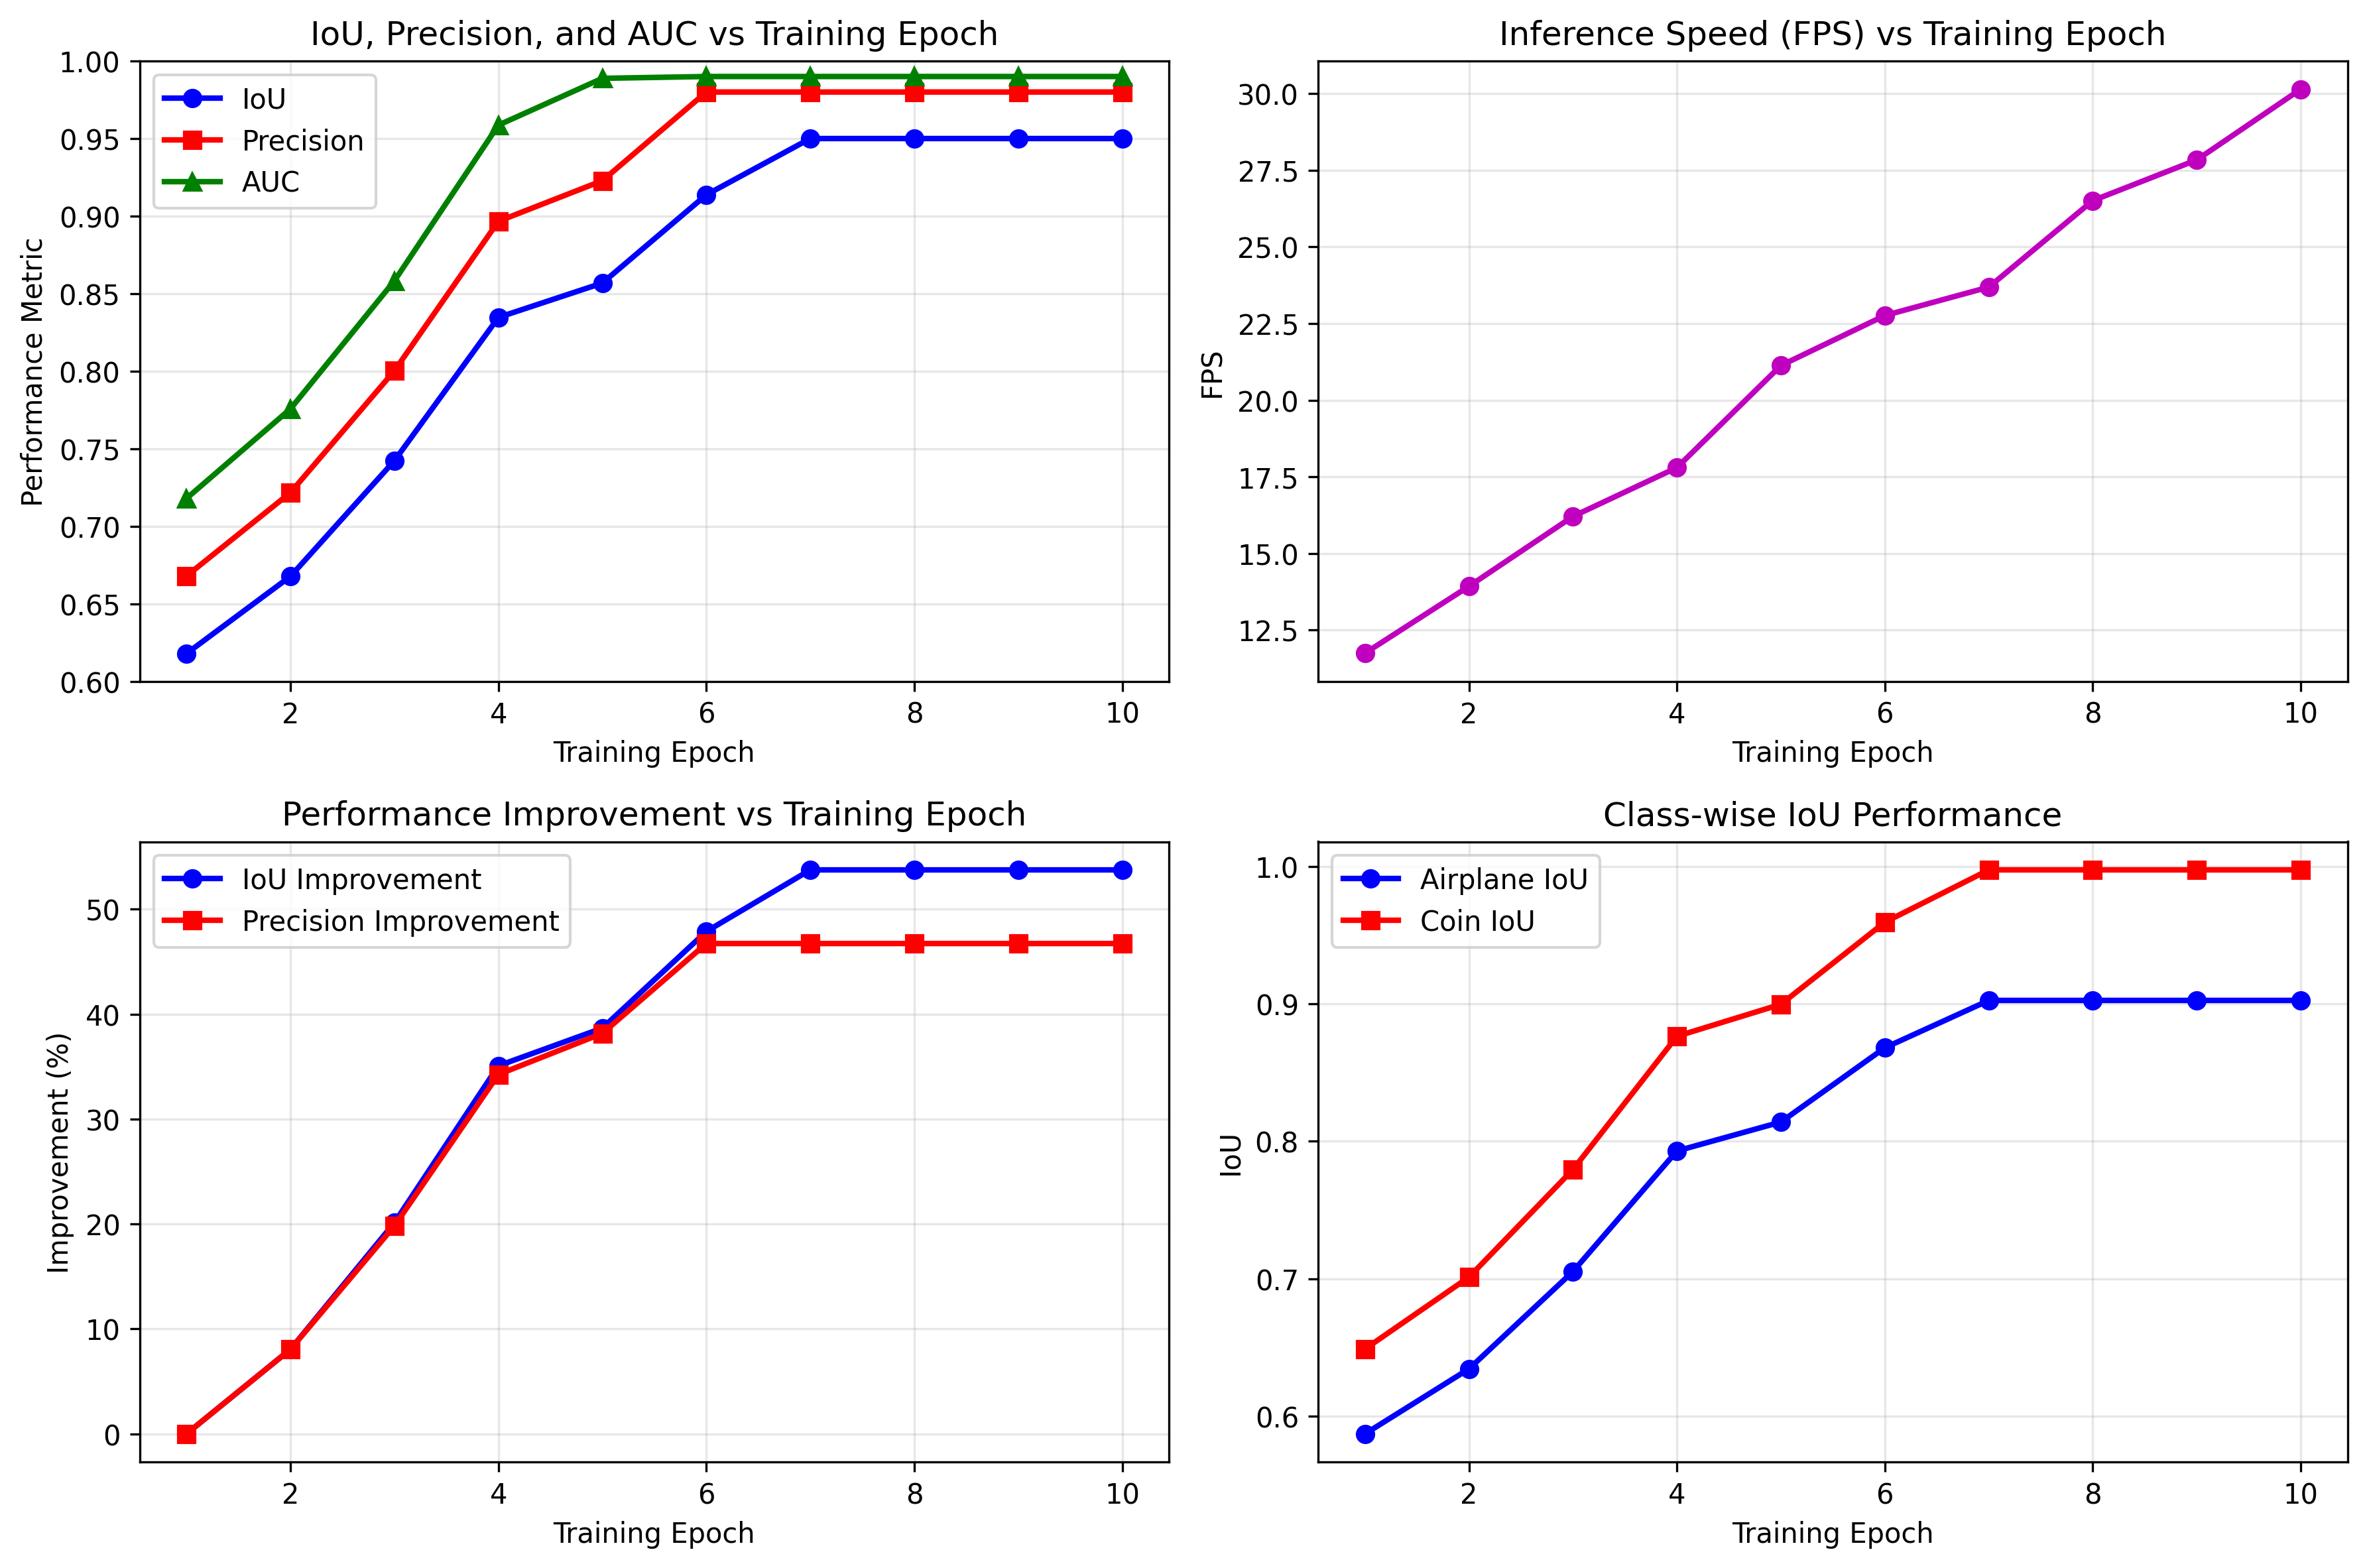 IoU, Precision, and AUC vs Training Epoch
1.00
0.95
0.90
0.85
0.80
0.75
0.70
0.65
0.60
Performance Metric
IoU
Precision
AUC
2 4 6 8 10
Training Epoch
Inference Speed (FPS) vs Training Epoch
30.0
27.5
25.0
22.5
20.0
17.5
15.0
12.5
FPS
2 4 6 8 10
Training Epoch
Performance Improvement vs Training Epoch
50
40
30
20
10
0
Improvement (%)
IoU Improvement
Precision Improvement
2 4 6 8 10
Training Epoch
Class-wise IoU Performance
1.0
0.9
0.8
0.7
0.6
IoU
Airplane IoU
Coin IoU
2 4 6 8 10
Training Epoch